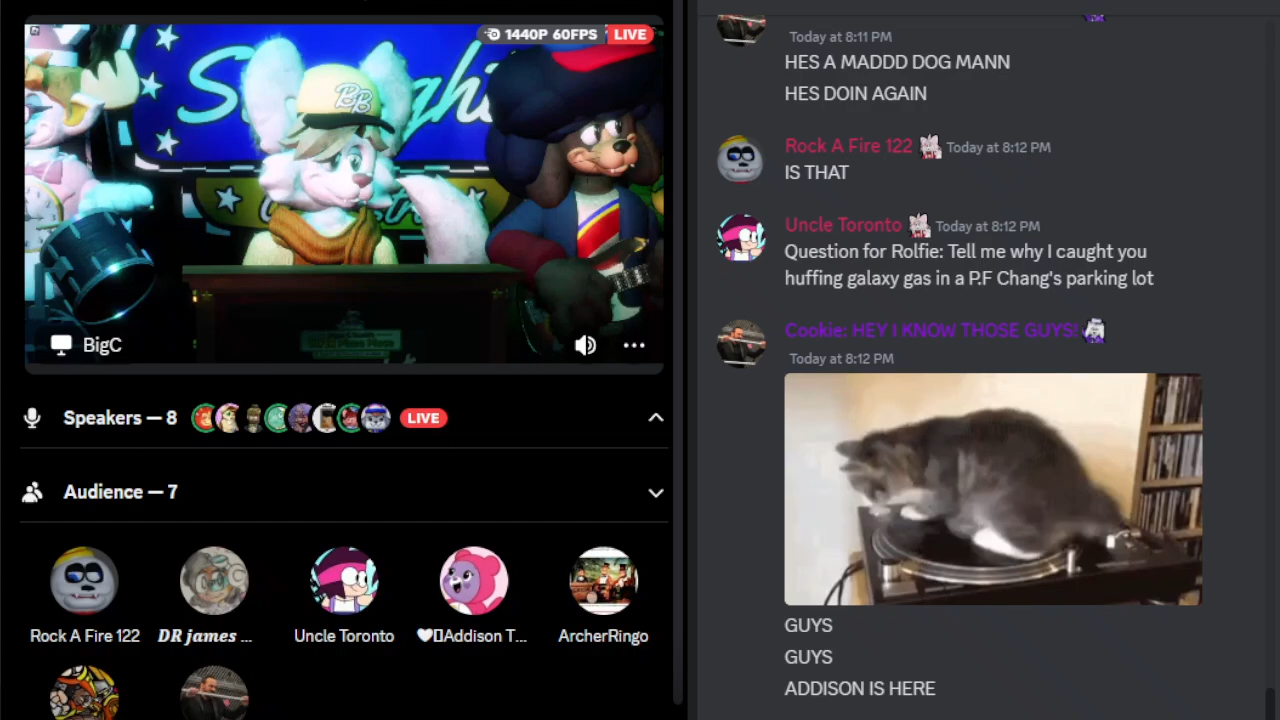 1440P 60FPS LIVE
BB
BigC
Speakers — 8
LIVE
Audience — 7
Rock A Fire 122
DR james ...
Uncle Toronto
🤍▯Addison T...
ArcherRingo
Today at 8:11 PM
HES A MADDD DOG MANN
HES DOIN AGAIN
Rock A Fire 122 Today at 8:12 PM
IS THAT
Uncle Toronto Today at 8:12 PM
Question for Rolfie: Tell me why I caught you
huffing galaxy gas in a P.F Chang's parking lot
Cookie: HEY I KNOW THOSE GUYS!
Today at 8:12 PM
GUYS
GUYS
ADDISON IS HERE